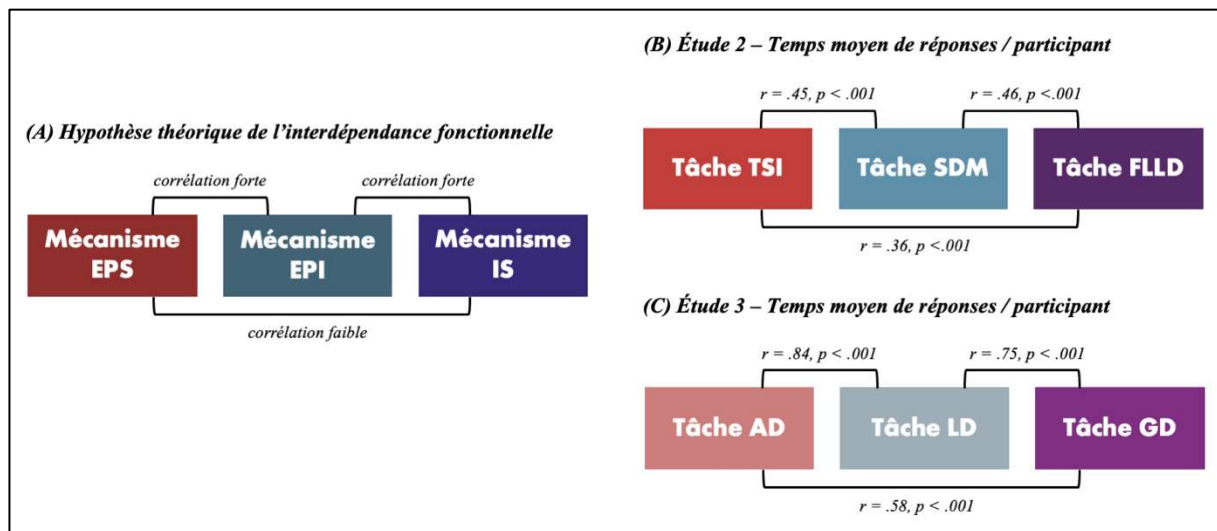 (A) Hypothèse théorique de l'interdépendance fonctionnelle
corrélation forte
corrélation forte
Mécanisme
EPS
Mécanisme
EPI
Mécanisme
IS
corrélation faible
(B) Étude 2 – Temps moyen de réponses / participant
r = .45, p < .001
r = .46, p <.001
Tâche TSI
Tâche SDM
Tâche FLLD
r = .36, p <.001
(C) Étude 3 – Temps moyen de réponses / participant
r = .84, p < .001
r = .75, p < .001
Tâche AD
Tâche LD
Tâche GD
r = .58, p < .001